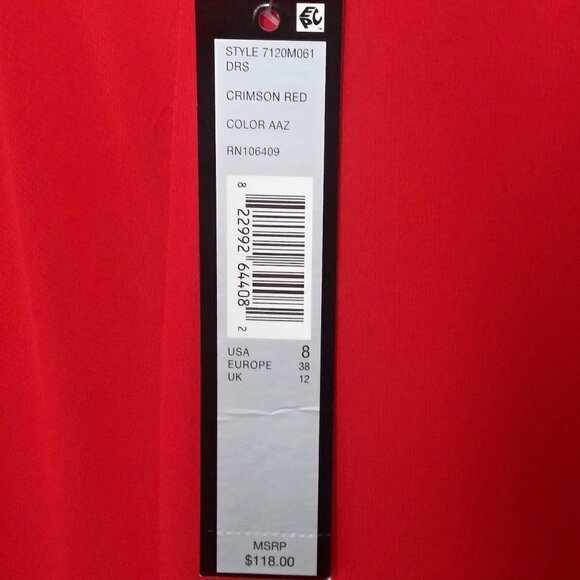 EPC
STYLE 7120M061
DRS
CRIMSON RED
COLOR AAZ
RN106409
8 22992 64408 2
USA 8
EUROPE 38
UK 12
MSRP
$118.00